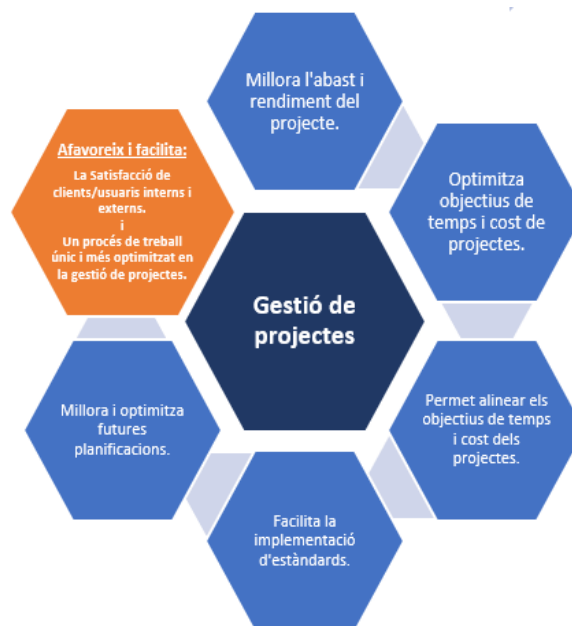 Millora l'abast i
rendiment del
projecte.
Afavoreix i facilita:
La Satisfacció de
clients/usuaris interns i
externs.
i
Un procés de treball
únic i més optimitzat en
la gestió de projectes.
Optimitza
objectius de
temps i cost de
projectes.
Gestió de
projectes
Millora i optimitza
futures
planificacions.
Permet alinear els
objectius de temps
i cost dels
projectes.
Facilita la
implementació
d'estàndards.